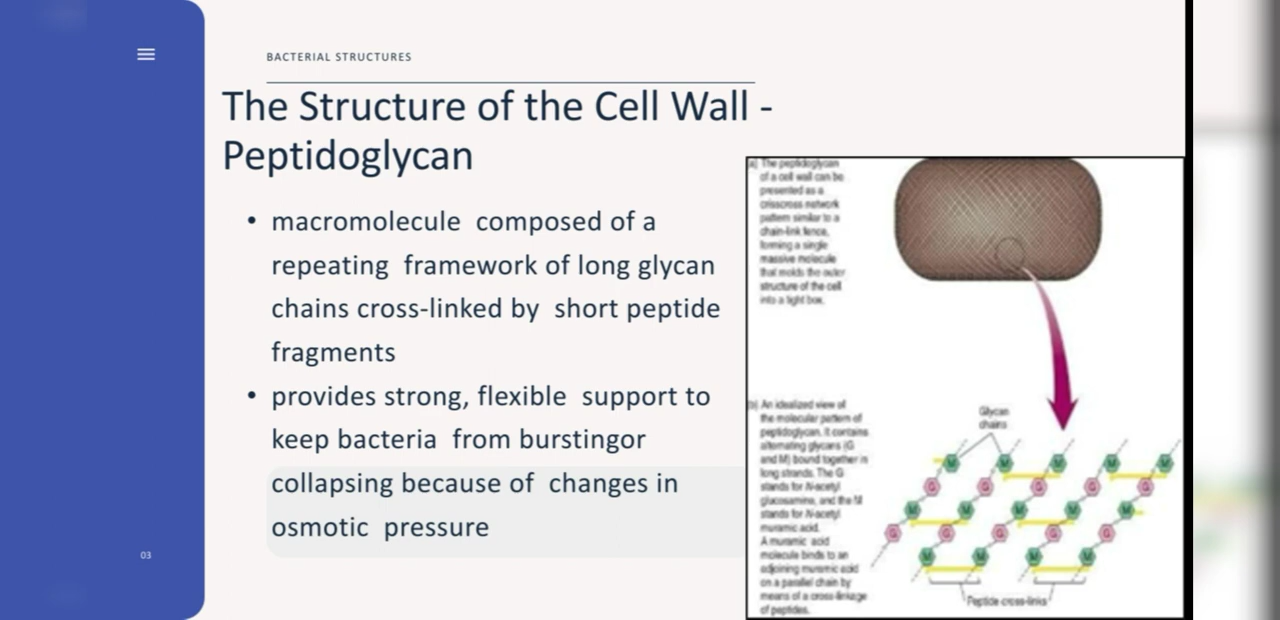 BACTERIAL STRUCTURES
The Structure of the Cell Wall -
Peptidoglycan
• macromolecule composed of a
repeating framework of long glycan
chains cross-linked by short peptide
fragments
• provides strong, flexible support to
keep bacteria from burstingor
collapsing because of changes in
osmotic pressure
03
(a) The peptidoglycan
of a cell wall can be
presented as a
crisscross network
pattern similar to a
chain-link fence,
forming a single
massive molecule
that molds the outer
structure of the cell
into a tight box.
(b) An idealized view of
the molecular pattern of
peptidoglycan. It contains
alternating glycans (G
and M) bound together in
long strands. The G
stands for N-acetyl
glucosamine, and the M
stands for N-acetyl
muramic acid.
A muramic acid
molecule binds to an
adjoining muramic acid
on a parallel chain by
means of a cross-linkage
of peptides.
Glycan
chains
M M M M M
G G G G G
M M M M M
G G G G G
M M M M
Peptide cross-links